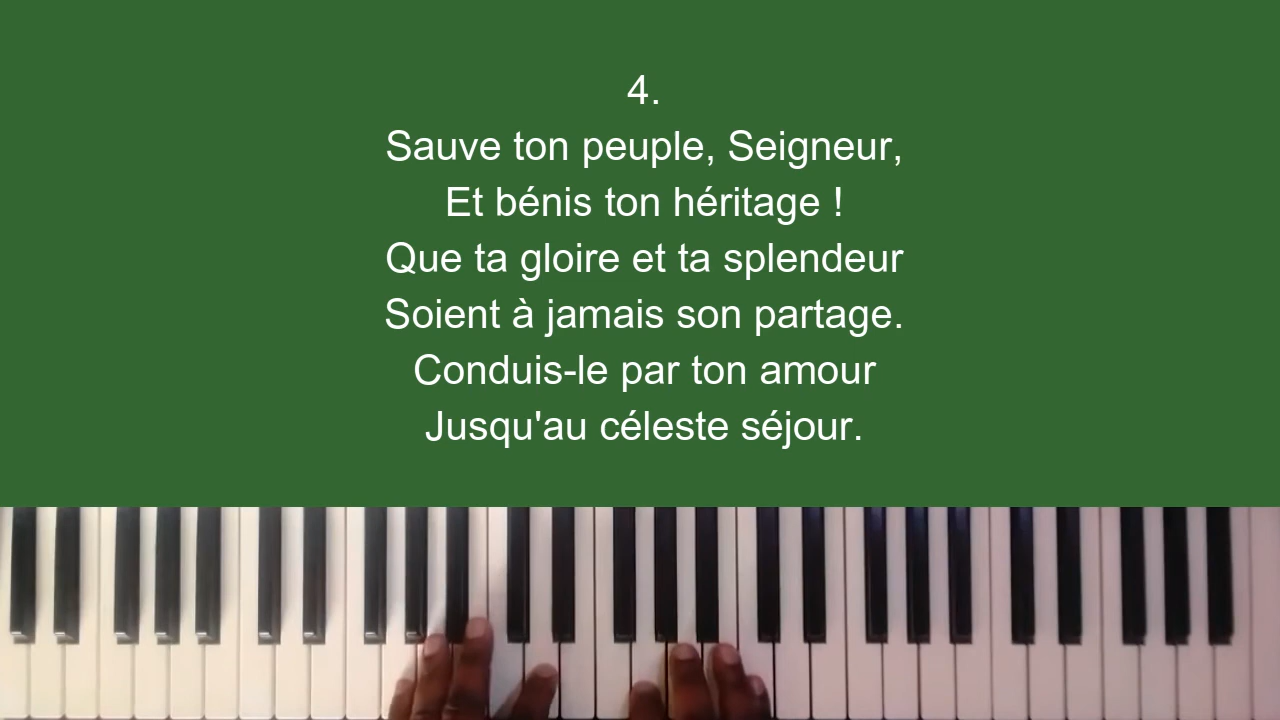 4.
Sauve ton peuple, Seigneur,
Et bénis ton héritage !
Que ta gloire et ta splendeur
Soient à jamais son partage.
Conduis-le par ton amour
Jusqu'au céleste séjour.